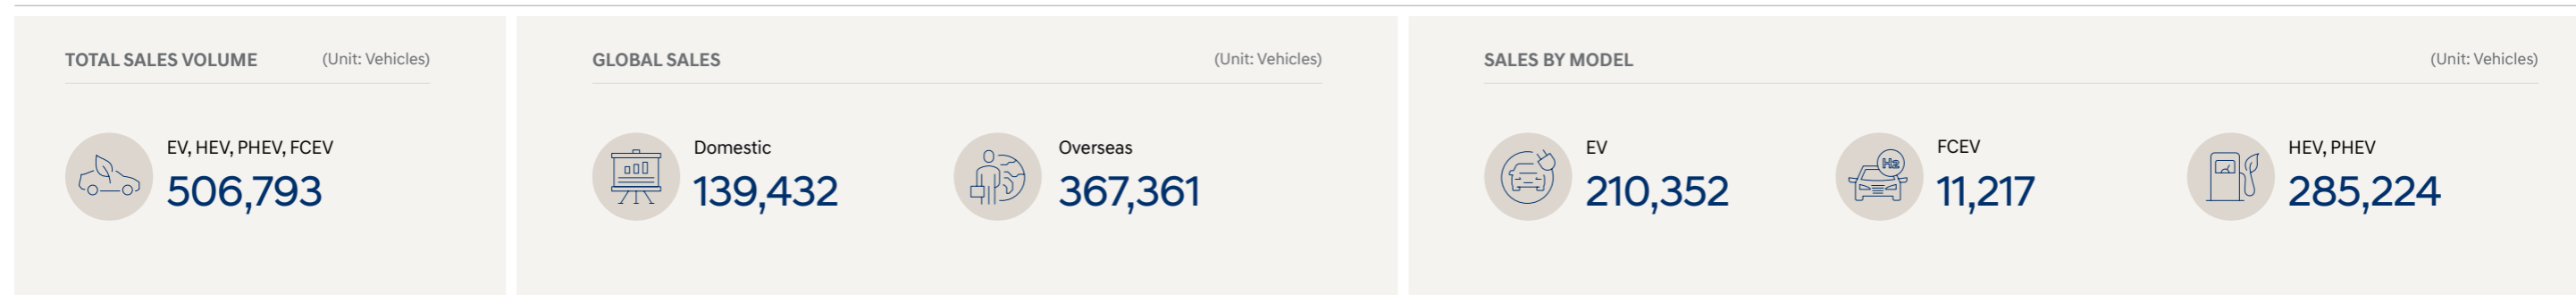 TOTAL SALES VOLUME (Unit: Vehicles)
EV, HEV, PHEV, FCEV
506,793
GLOBAL SALES (Unit: Vehicles)
Domestic
139,432
Overseas
367,361
SALES BY MODEL (Unit: Vehicles)
EV
210,352
H2
FCEV
11,217
HEV, PHEV
285,224